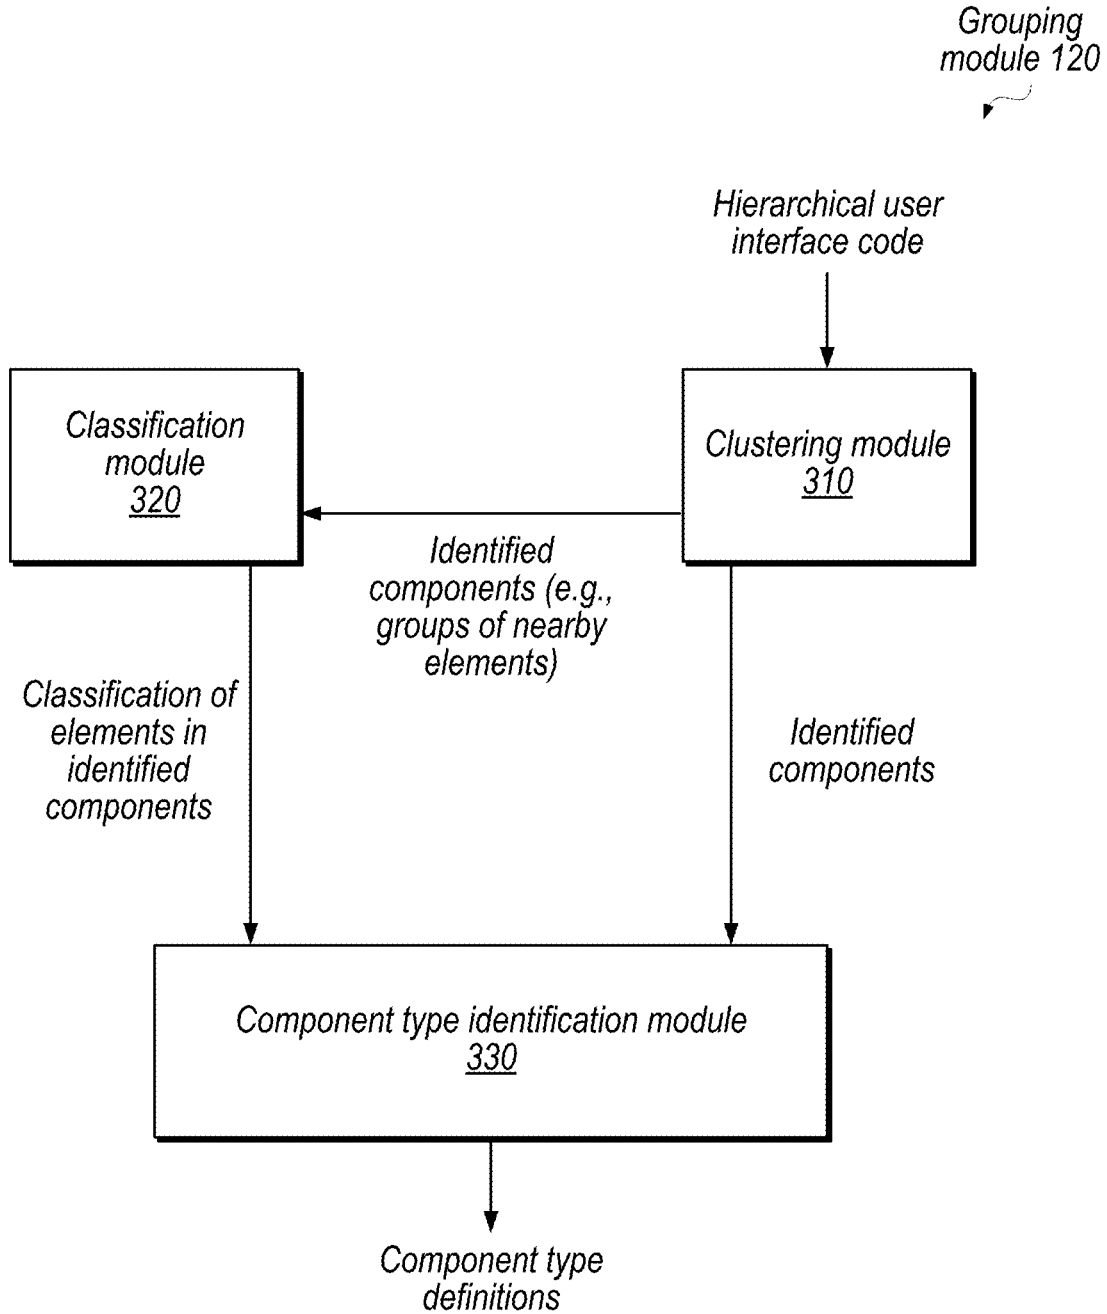 Grouping
module 120
Hierarchical user
interface code
Classification
module
320
Clustering module
310
Identified
components (e.g.,
groups of nearby
elements)
Classification of
elements in
identified
components
Identified
components
Component type identification module
330
Component type
definitions